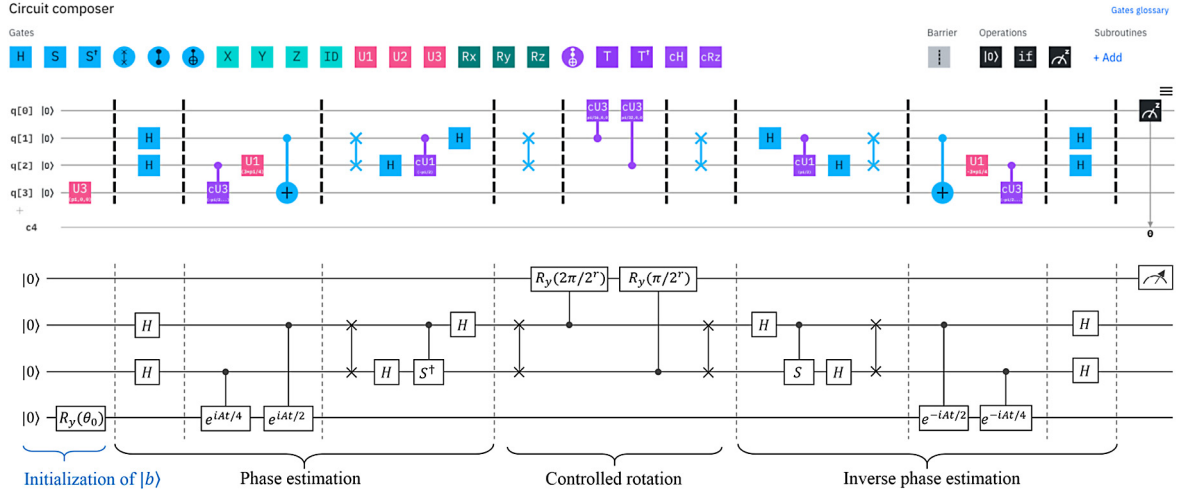 Circuit composer
Gates glossary
Gates
Barrier
Operations
Subroutines
H S S† X Y Z ID U1 U2 U3 Rx Ry Rz T T† cH cRz
|0⟩ if z
+ Add
q[0] |0⟩ cU3 cU3 z
q[1] |0⟩ H H H H
q[2] |0⟩ H U1 H cU1 cU1 H U1 H
q[3] |0⟩ U3 cU3 + + cU3
+
c4
0
|0⟩ R_y(2π/2^r) R_y(π/2^r)
|0⟩ H H H H
|0⟩ H H S† S H H
|0⟩ R_y(θ_0) e^{iAt/4} e^{iAt/2} e^{-iAt/2} e^{-iAt/4}
Initialization of |b⟩
Phase estimation
Controlled rotation
Inverse phase estimation